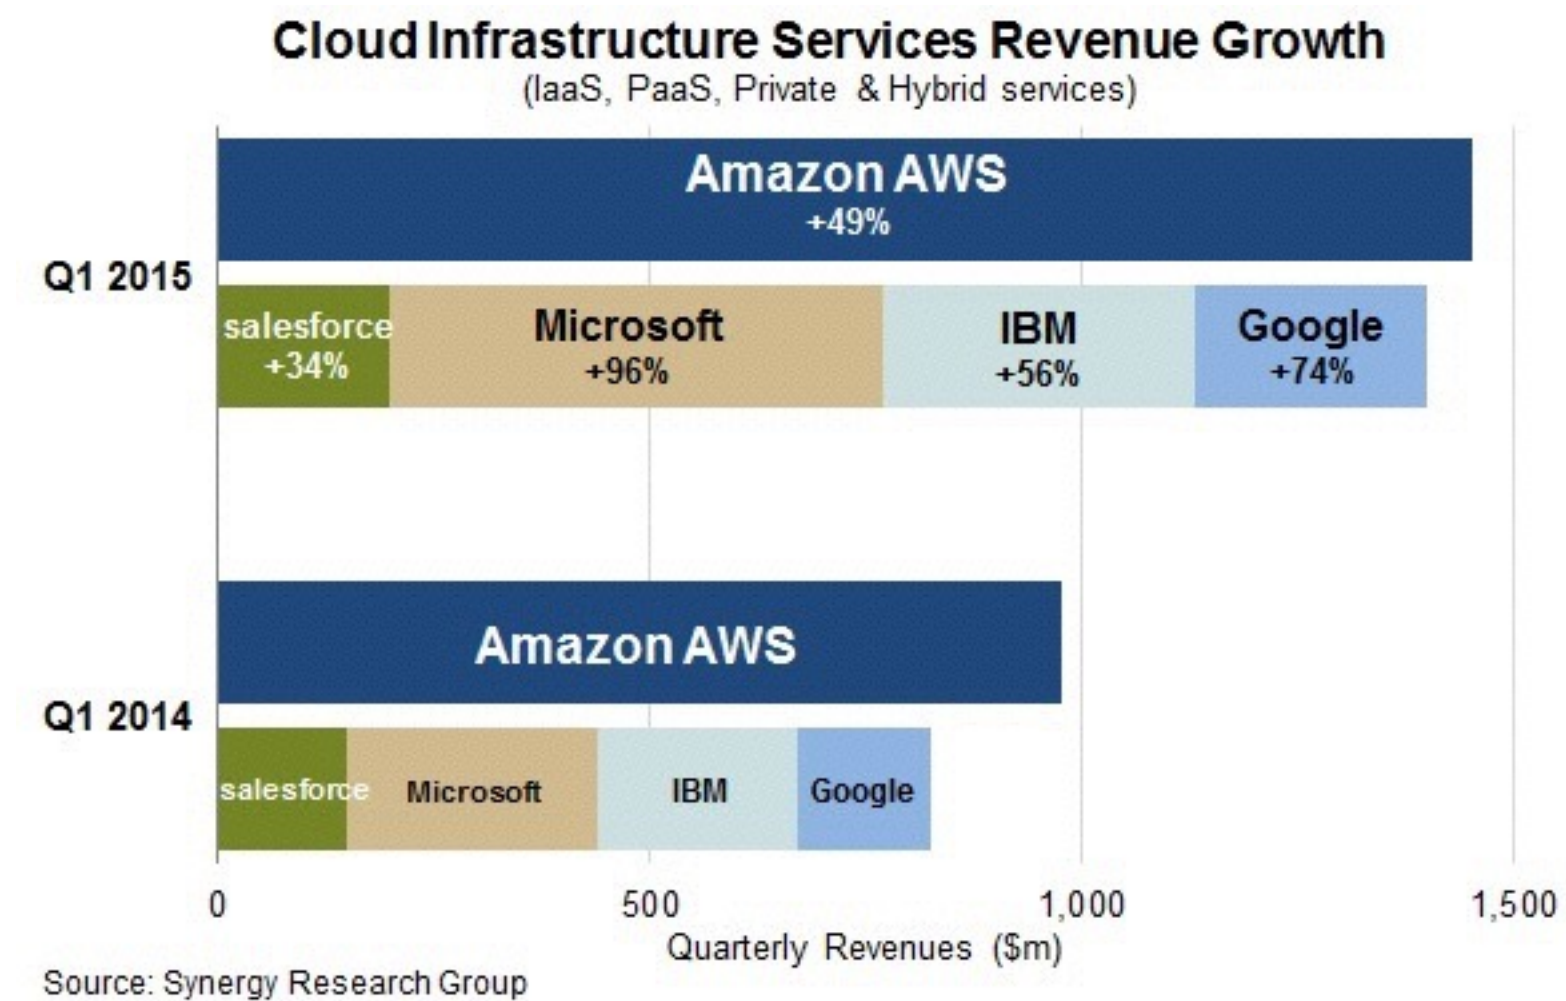 Cloud Infrastructure Services Revenue Growth
(IaaS, PaaS, Private & Hybrid services)
Amazon AWS
+49%
Q1 2015
salesforce
+34%
Microsoft
+96%
IBM
+56%
Google
+74%
Amazon AWS
Q1 2014
salesforce
Microsoft
IBM
Google
0
500
1,000
1,500
Quarterly Revenues ($m)
Source: Synergy Research Group